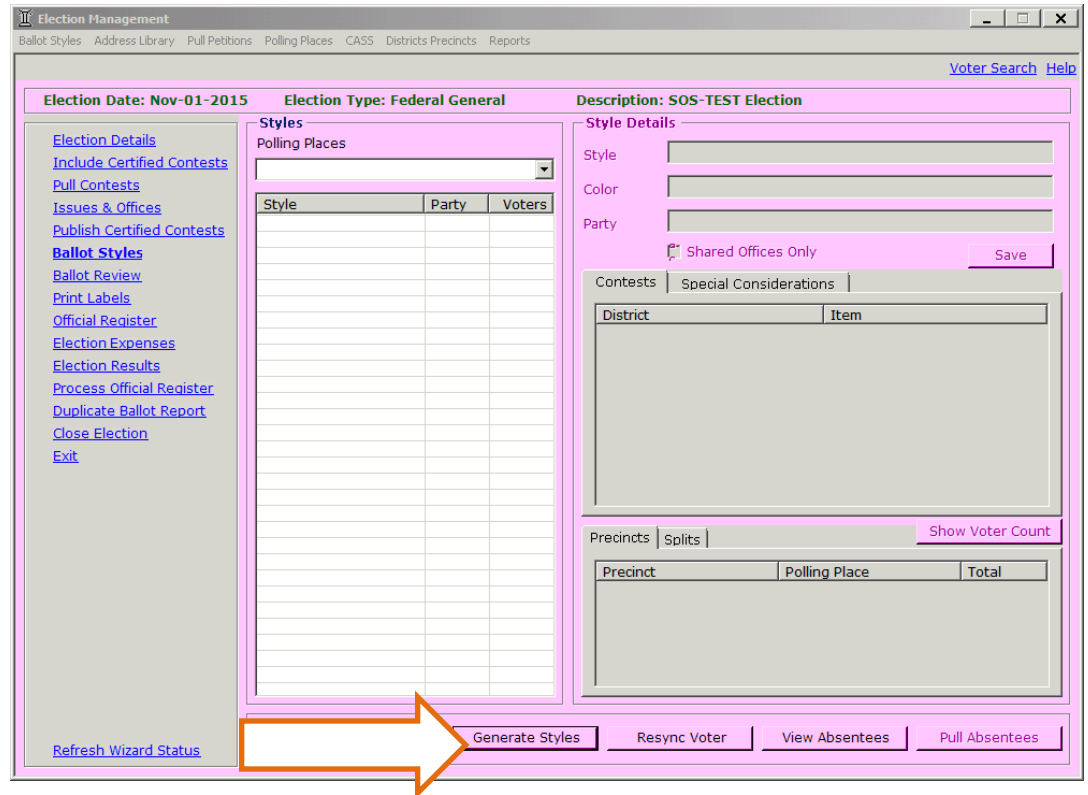 Election Management
Ballot Styles Address Library Pull Petitions Polling Places CASS Districts Precincts Reports
Voter Search Help
Election Date: Nov-01-2015 Election Type: Federal General Description: SOS-TEST Election
Election Details
Include Certified Contests
Pull Contests
Issues & Offices
Publish Certified Contests
Ballot Styles
Ballot Review
Print Labels
Official Register
Election Expenses
Election Results
Process Official Register
Duplicate Ballot Report
Close Election
Exit
Refresh Wizard Status
Styles
Polling Places
Style Party Voters
Style Details
Style
Color
Party
Shared Offices Only
Save
Contests Special Considerations
District Item
Show Voter Count
Precincts Splits
Precinct Polling Place Total
Generate Styles Resync Voter View Absentees Pull Absentees